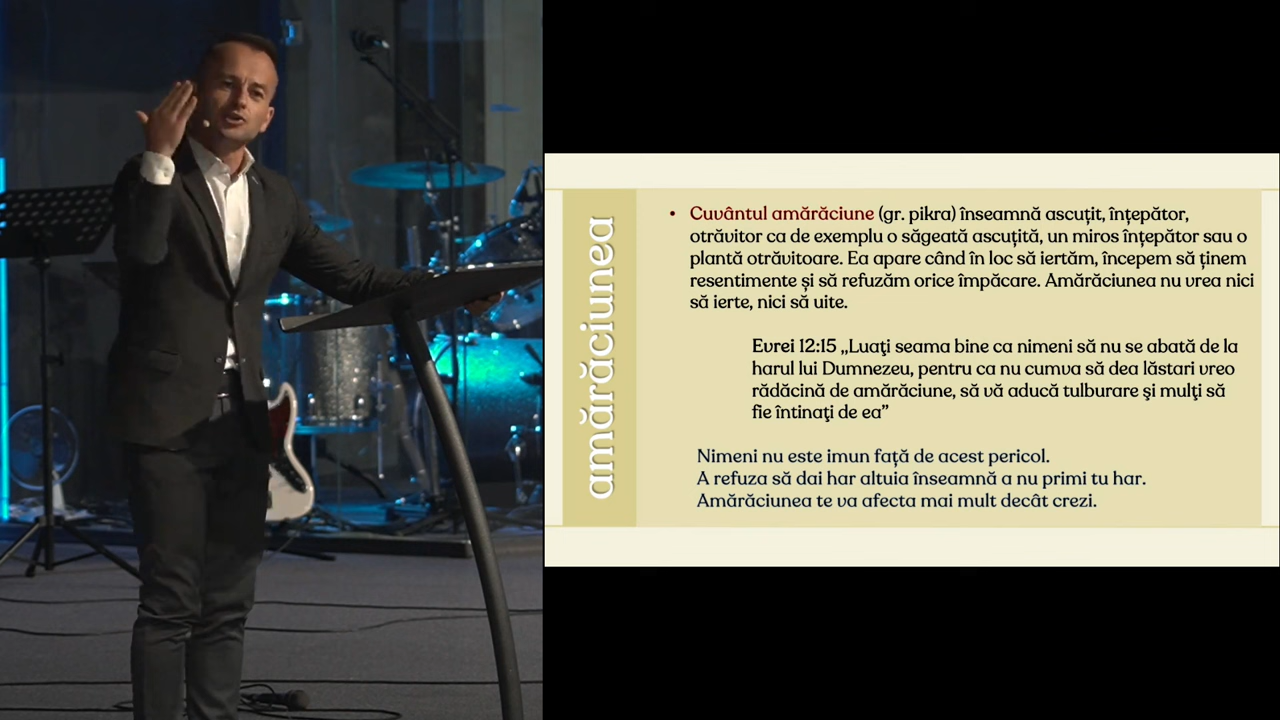 amărăciunea
• Cuvântul amărăciune (gr. pikra) înseamnă ascuțit, înțepător,
otrăvitor ca de exemplu o săgeată ascuțită, un miros înțepător sau o
plantă otrăvitoare. Ea apare când în loc să iertăm, începem să ținem
resentimente și să refuzăm orice împăcare. Amărăciunea nu vrea nici
să ierte, nici să uite.
Evrei 12:15 „Luaţi seama bine ca nimeni să nu se abată de la
harul lui Dumnezeu, pentru ca nu cumva să dea lăstari vreo
rădăcină de amărăciune, să vă aducă tulburare şi mulţi să
fie întinaţi de ea”
Nimeni nu este imun față de acest pericol.
A refuza să dai har altuia înseamnă a nu primi tu har.
Amărăciunea te va afecta mai mult decât crezi.